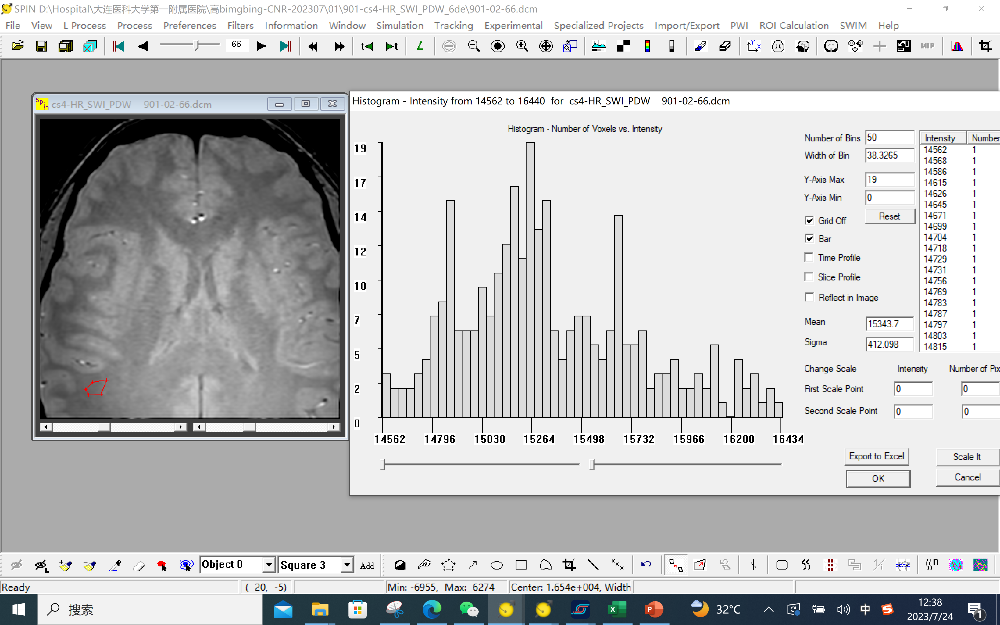 SPIN D:\Hospital\大连医科大学第一附属医院\高bimgbing-CNR-202307\01\901-cs4-HR_SWI_PDW_6de\901-02-66.dcm
File View L Process Process Preferences Filters Information Window Simulation Tracking Experimental Specialized Projects Import/Export PWI ROI Calculation SWIM Help
66 MIP
cs4-HR_SWI_PDW 901-02-66.dcm
Histogram - Intensity from 14562 to 16440 for cs4-HR_SWI_PDW 901-02-66.dcm
Histogram - Number of Voxels vs. Intensity
19
17
14
12
10
7
5
2
0
14562 14796 15030 15264 15498 15732 15966 16200 16434
Number of Bins 50
Width of Bin 38.3265
Y-Axis Max 19
Y-Axis Min 0
Reset
Grid Off
Bar
Time Profile
Slice Profile
Reflect in Image
Mean 15343.7
Sigma 412.098
Intensity Number
14562 1
14568 1
14586 1
14615 1
14626 1
14645 1
14671 1
14699 1
14704 1
14718 1
14729 1
14731 1
14756 1
14769 1
14783 1
14787 1
14797 1
14803 1
14815 1
Change Scale Intensity Number of Pix
First Scale Point 0 0
Second Scale Point 0 0
Export to Excel Scale It
OK Cancel
Object 0 Square 3 Add
Ready ( 20, -5) Min: -6955, Max: 6274 Center: 1.654e+004, Width
搜索 32°C 中 12:38
2023/7/24 1